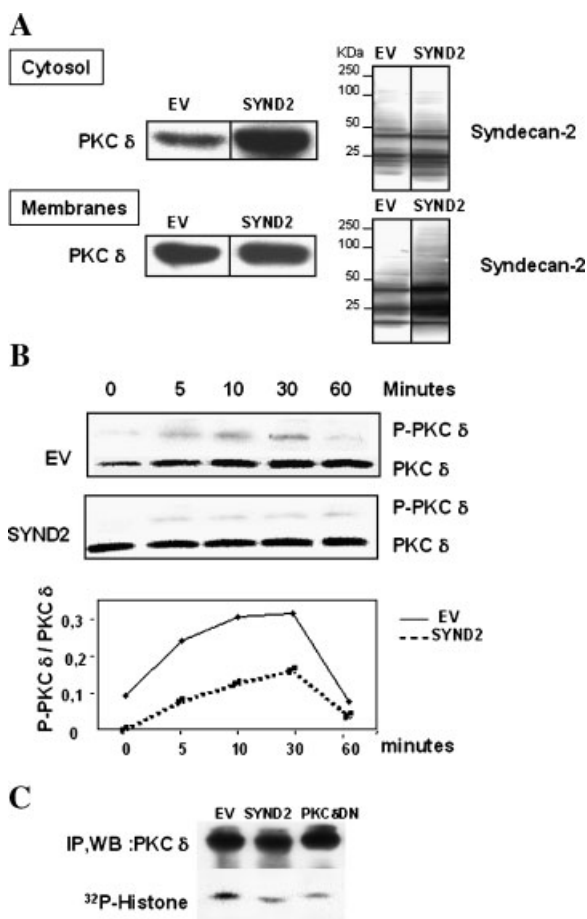 A
Cytosol
KDa EV SYND2
EV SYND2
250
100
PKC δ
50
Syndecan-2
25
Membranes
EV SYND2
EV SYND2
250
PKC δ
100
Syndecan-2
50
25
B
0 5 10 30 60 Minutes
P-PKC δ
EV
PKC δ
P-PKC δ
SYND2
PKC δ
P-PKC δ / PKC δ
0,3
0,2
0,1
0
EV
SYND2
0 5 10 30 60 minutes
C
EV SYND2 PKC δDN
IP,WB :PKC δ
32P-Histone